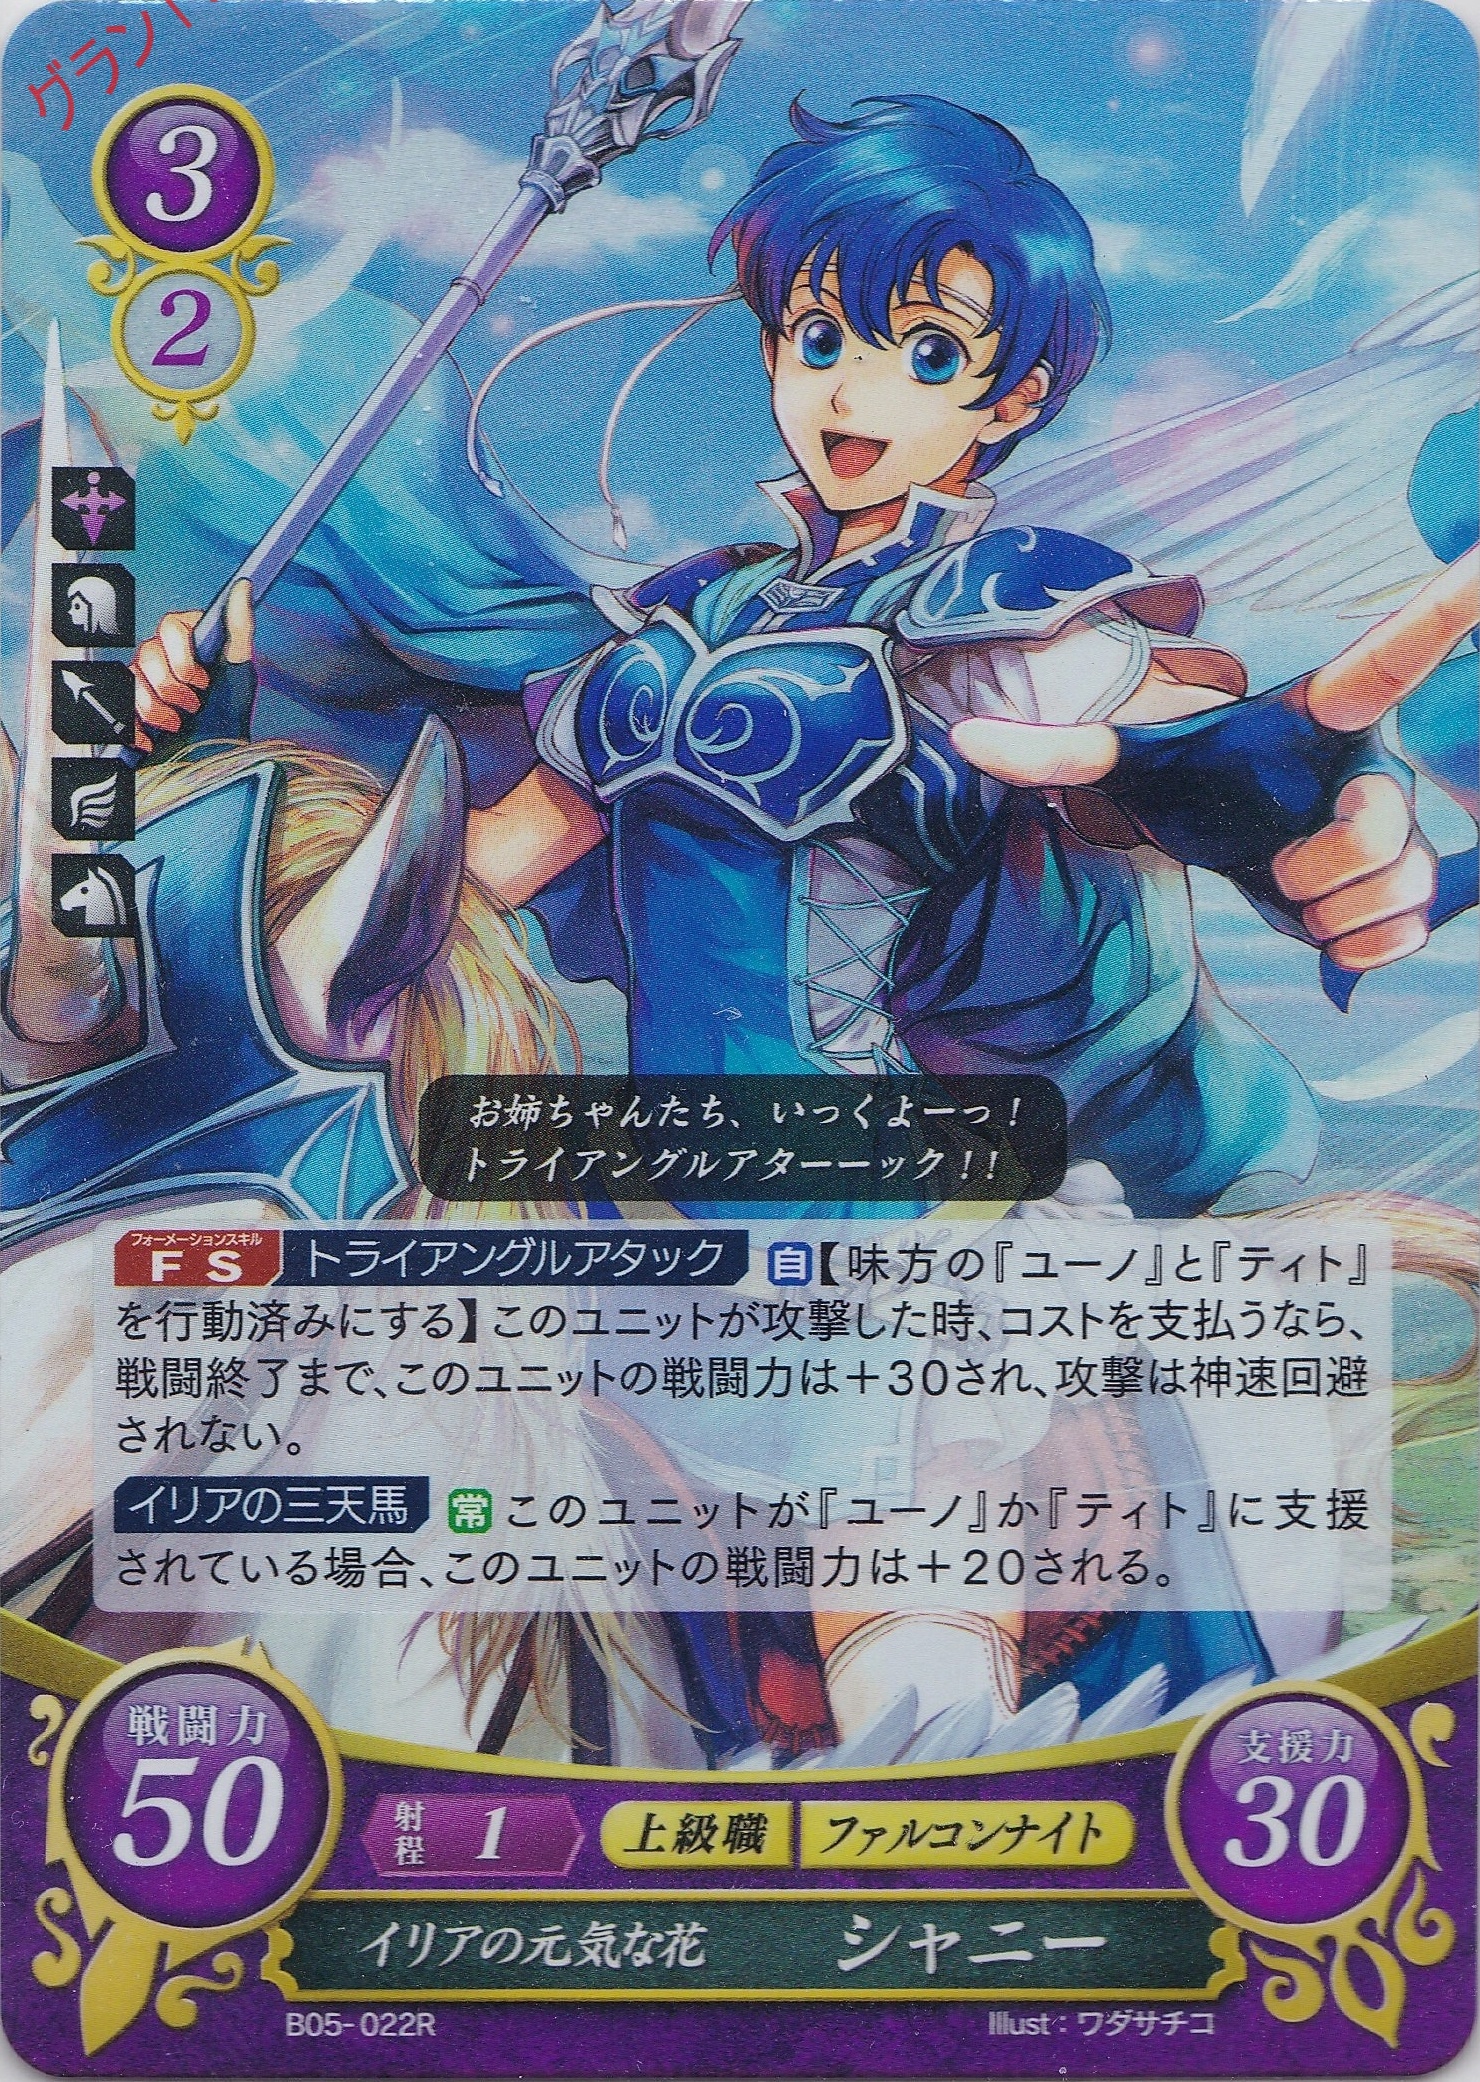 グラン
3
2
お姉ちゃんたち、いっくよーっ!
トライアングルアターーック!!
フォーメーションスキル
FS トライアングルアタック 自【味方の『ユーノ』と『ティト』
を行動済みにする】このユニットが攻撃した時、コストを支払うなら、
戦闘終了まで、このユニットの戦闘力は+30され、攻撃は神速回避
されない。
イリアの三天馬 常 このユニットが『ユーノ』か『ティト』に支援
されている場合、このユニットの戦闘力は+20される。
戦闘力
50
射程 1
上級職 ファルコンナイト
支援力
30
イリアの元気な花 シャニー
B05-022R Illust:ワダサチコ